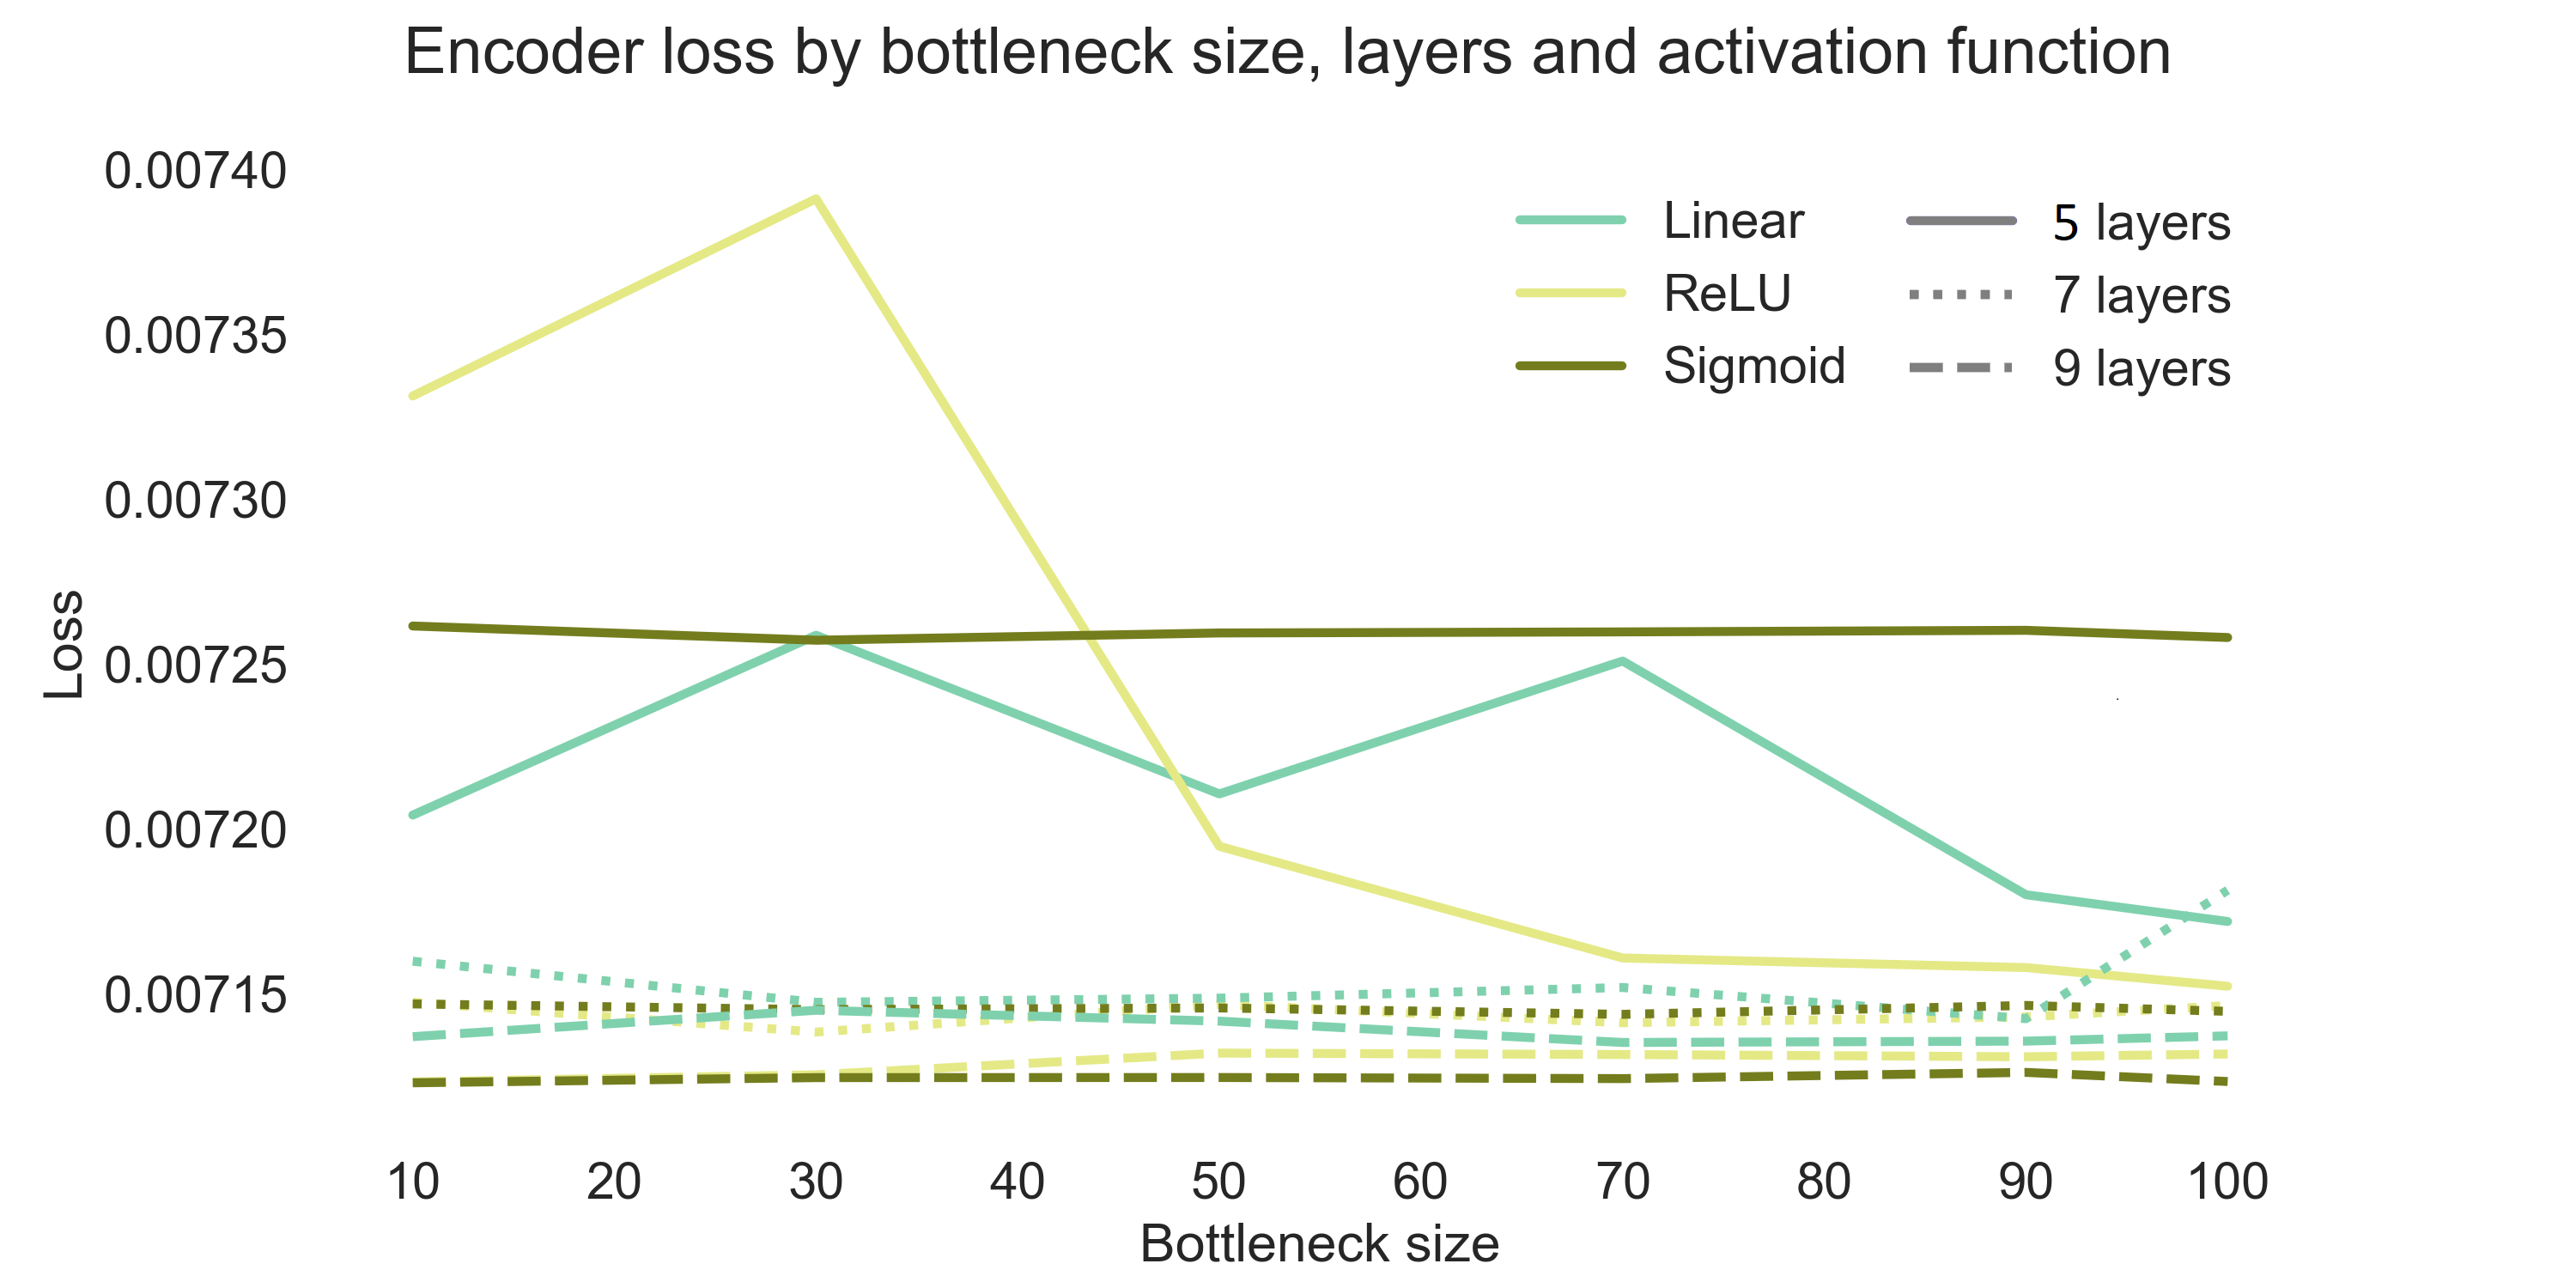 Encoder loss by bottleneck size, layers and activation function
0.00740
0.00735
0.00730
0.00725
0.00720
0.00715
Loss
Linear
ReLU
Sigmoid
5 layers
7 layers
9 layers
10 20 30 40 50 60 70 80 90 100
Bottleneck size